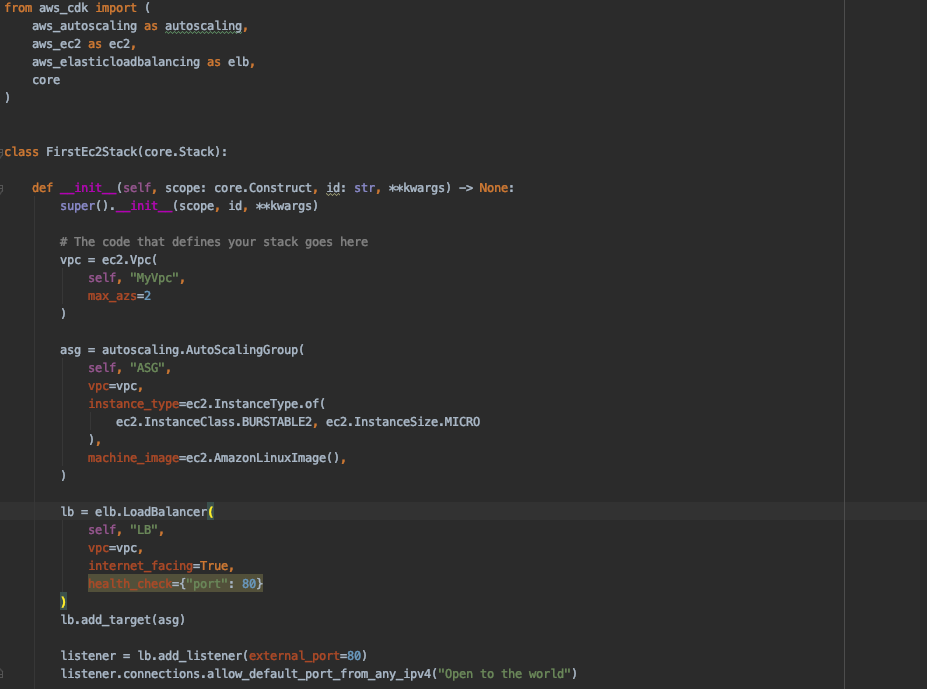 from aws_cdk import (
    aws_autoscaling as autoscaling,
    aws_ec2 as ec2,
    aws_elasticloadbalancing as elb,
    core
)
class FirstEc2Stack(core.Stack):
    def __init__(self, scope: core.Construct, id: str, **kwargs) -> None:
        super().__init__(scope, id, **kwargs)
        # The code that defines your stack goes here
        vpc = ec2.Vpc(
            self, "MyVpc",
            max_azs=2
        )
        asg = autoscaling.AutoScalingGroup(
            self, "ASG",
            vpc=vpc,
            instance_type=ec2.InstanceType.of(
                ec2.InstanceClass.BURSTABLE2, ec2.InstanceSize.MICRO
            ),
            machine_image=ec2.AmazonLinuxImage(),
        )
        lb = elb.LoadBalancer(
            self, "LB",
            vpc=vpc,
            internet_facing=True,
            health_check={"port": 80}
        )
        lb.add_target(asg)
        listener = lb.add_listener(external_port=80)
        listener.connections.allow_default_port_from_any_ipv4("Open to the world")